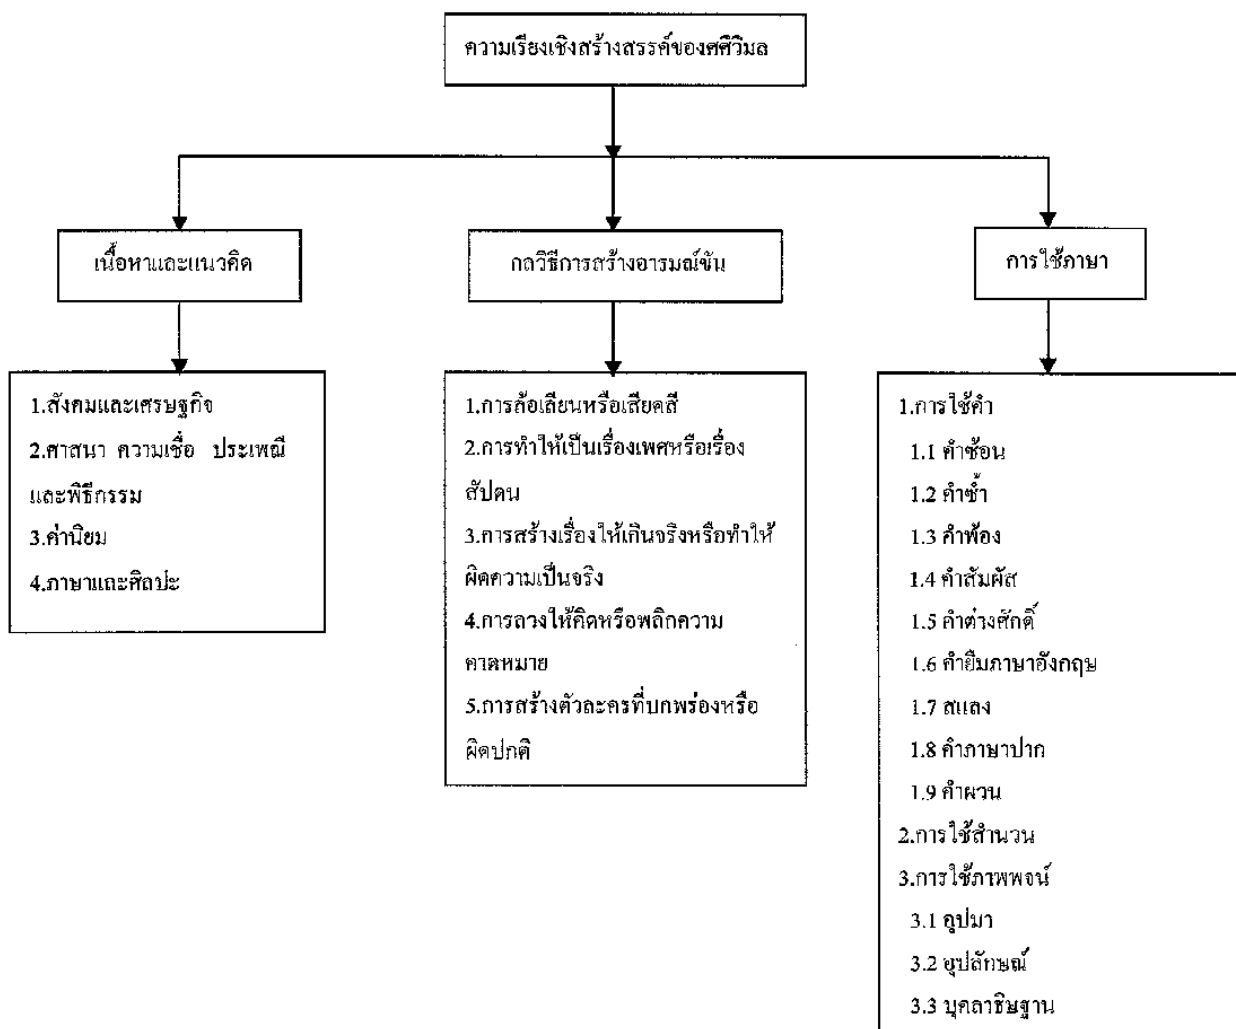 ความเรียงเชิงสร้างสรรค์ของศศิวิมล
เนื้อหาและแนวคิด
กลวิธีการสร้างอารมณ์ขัน
การใช้ภาษา
1.สังคมและเศรษฐกิจ
2.ศาสนา ความเชื่อ ประเพณี
และพิธีกรรม
3.ค่านิยม
4.ภาษาและศิลปะ
1.การล้อเลียนหรือเสียดสี
2.การทำให้เป็นเรื่องเพศหรือเรื่อง
สัปดน
3.การสร้างเรื่องให้เกินจริงหรือทำให้
ผิดความเป็นจริง
4.การลวงให้คิดหรือพลิกความ
คาดหมาย
5.การสร้างตัวละครที่บกพร่องหรือ
ผิดปกติ
1.การใช้คำ
1.1 คำซ้อน
1.2 คำซ้ำ
1.3 คำพ้อง
1.4 คำสัมผัส
1.5 คำต่างศักดิ์
1.6 คำยืมภาษาอังกฤษ
1.7 สแลง
1.8 คำภาษาปาก
1.9 คำผวน
2.การใช้สำนวน
3.การใช้ภาพพจน์
3.1 อุปมา
3.2 อุปลักษณ์
3.3 บุคลาธิษฐาน